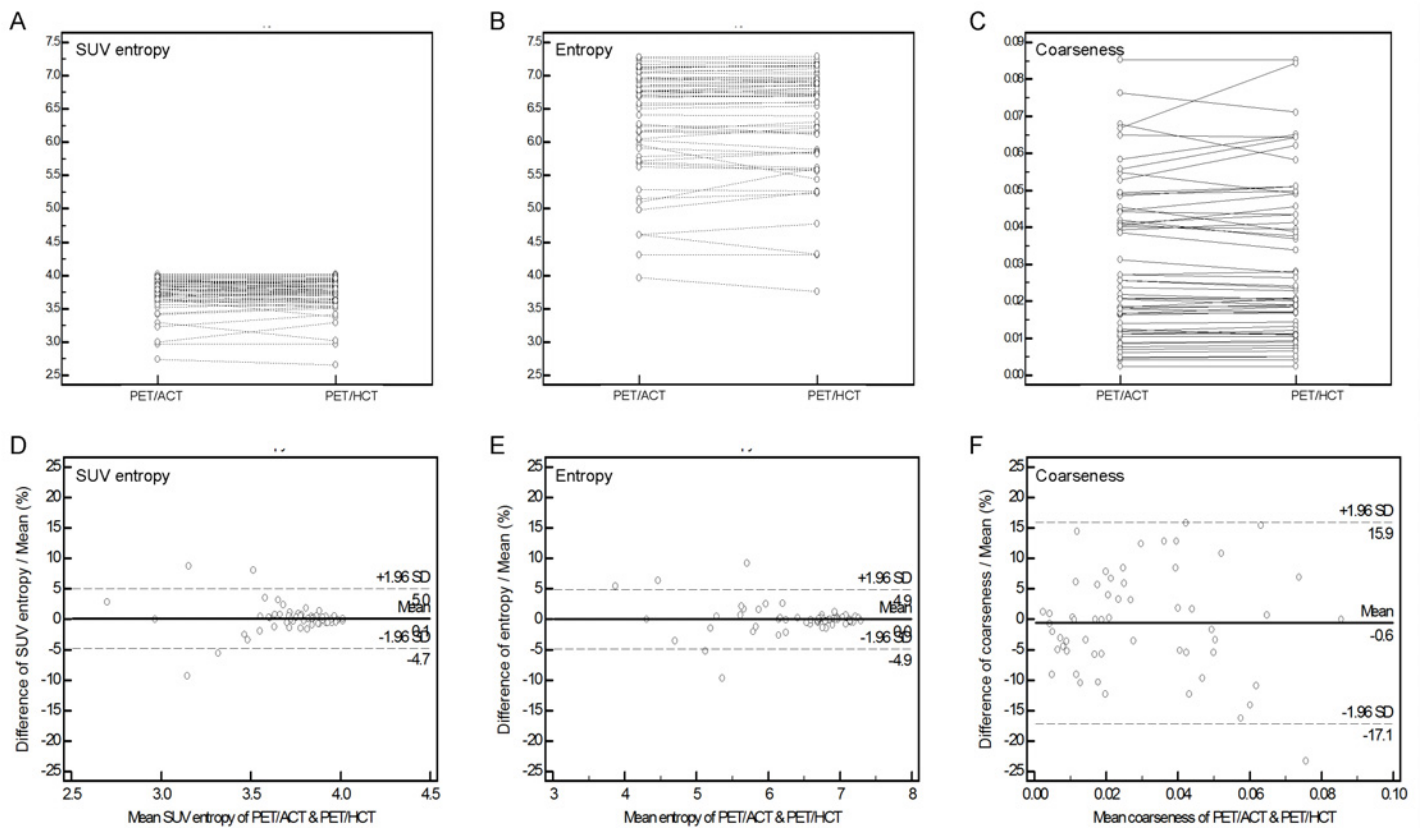 A
SUV entropy
7.5
7.0
6.5
6.0
5.5
5.0
4.5
4.0
3.5
3.0
2.5
PET/ACT
PET/HCT
B
Entropy
7.5
7.0
6.5
6.0
5.5
5.0
4.5
4.0
3.5
3.0
2.5
PET/ACT
PET/HCT
C
Coarseness
0.09
0.08
0.07
0.06
0.05
0.04
0.03
0.02
0.01
0.00
PET/ACT
PET/HCT
D
SUV entropy
Difference of SUV entropy / Mean (%)
25
20
15
10
5
0
-5
-10
-15
-20
-25
+1.96 SD
5.0
Mean
0.1
-1.96 SD
-4.7
2.5
3.0
3.5
4.0
4.5
Mean SUV entropy of PET/ACT & PET/HCT
E
Entropy
Difference of entropy / Mean (%)
25
20
15
10
5
0
-5
-10
-15
-20
-25
+1.96 SD
4.9
Mean
0.0
-1.96 SD
-4.9
3
4
5
6
7
8
Mean entropy of PET/ACT & PET/HCT
F
Coarseness
Difference of coarseness / Mean (%)
25
20
15
10
5
0
-5
-10
-15
-20
-25
+1.96 SD
15.9
Mean
-0.6
-1.96 SD
-17.1
0.00
0.02
0.04
0.06
0.08
0.10
Mean coarseness of PET/ACT & PET/HCT